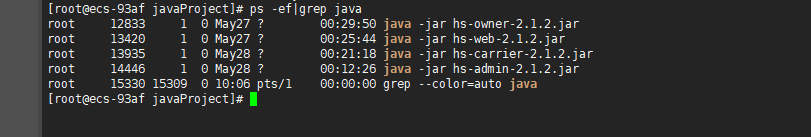 [root@ecs-93af javaProject]# ps -ef|grep java
root     12833     1  0 May27 ?        00:29:50 java -jar hs-owner-2.1.2.jar
root     13420     1  0 May27 ?        00:25:44 java -jar hs-web-2.1.2.jar
root     13935     1  0 May28 ?        00:21:18 java -jar hs-carrier-2.1.2.jar
root     14446     1  0 May28 ?        00:12:26 java -jar hs-admin-2.1.2.jar
root     15330 15309  0 10:06 pts/1    00:00:00 grep --color=auto java
[root@ecs-93af javaProject]#